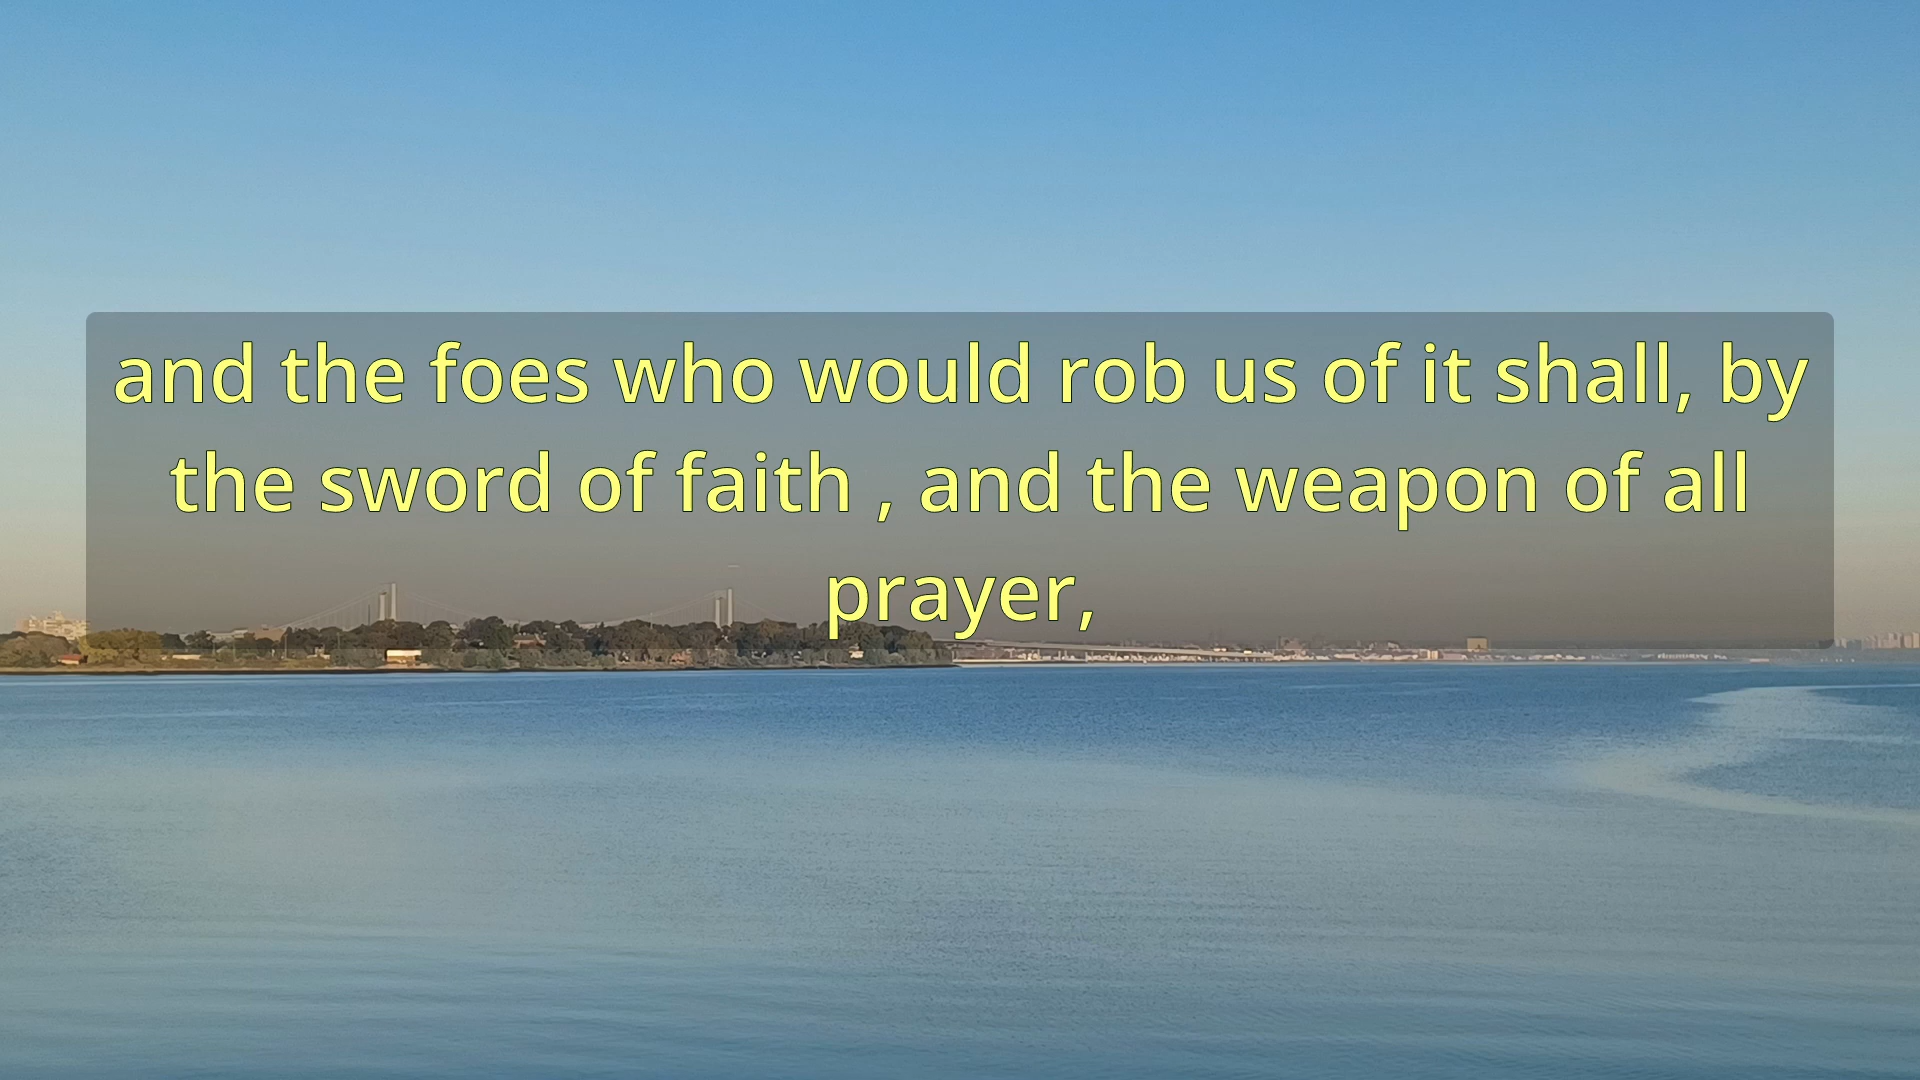 and the foes who would rob us of it shall, by
the sword of faith , and the weapon of all
prayer,